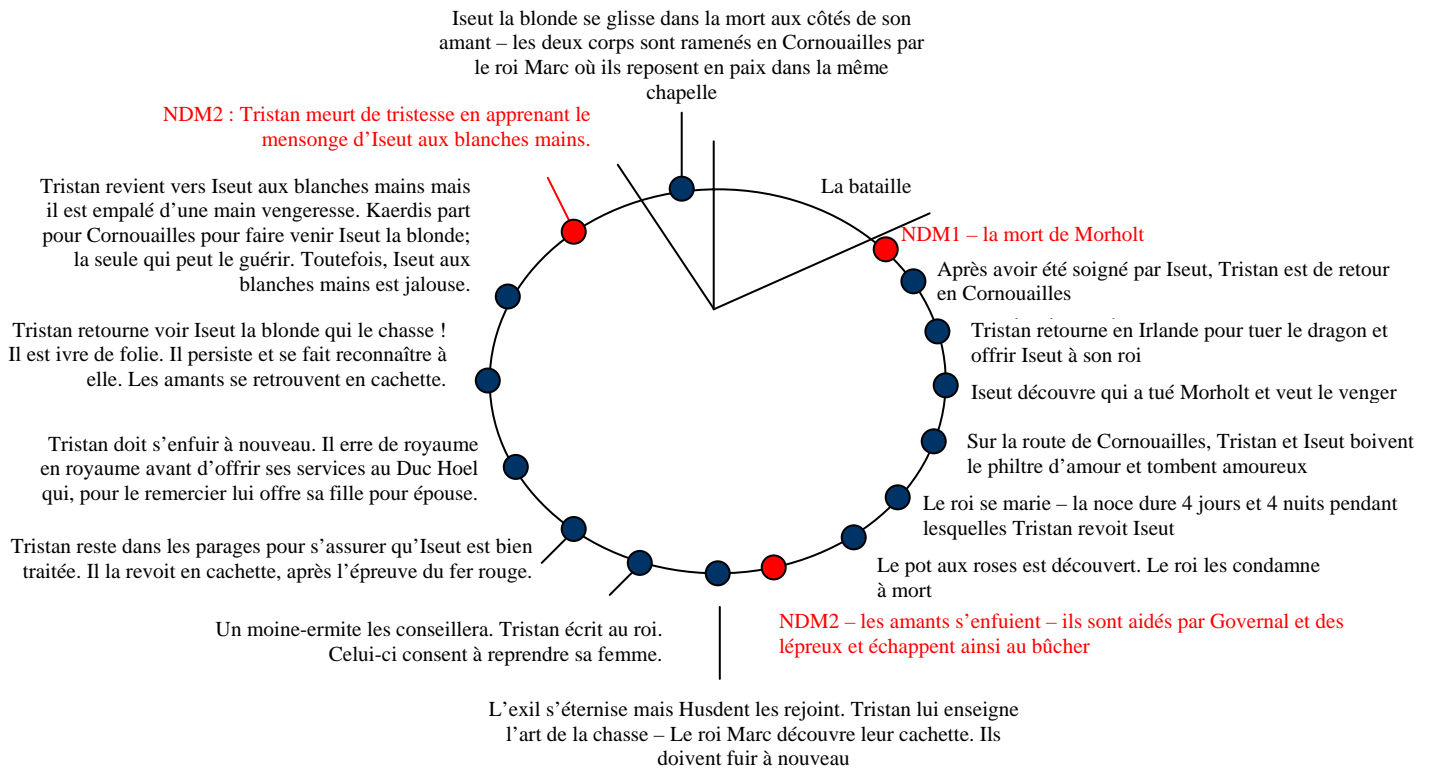 Iseut la blonde se glisse dans la mort aux côtés de son
amant – les deux corps sont ramenés en Cornouailles par
le roi Marc où ils reposent en paix dans la même
chapelle
La bataille
NDM1 – la mort de Morholt
Après avoir été soigné par Iseut, Tristan est de retour
en Cornouailles
Tristan retourne en Irlande pour tuer le dragon et
offrir Iseut à son roi
Iseut découvre qui a tué Morholt et veut le venger
Sur la route de Cornouailles, Tristan et Iseut boivent
le philtre d’amour et tombent amoureux
Le roi se marie – la noce dure 4 jours et 4 nuits pendant
lesquelles Tristan revoit Iseut
Le pot aux roses est découvert. Le roi les condamne
à mort
NDM2 – les amants s’enfuient – ils sont aidés par Governal et des
lépreux et échappent ainsi au bûcher
L’exil s’éternise mais Husdent les rejoint. Tristan lui enseigne
l’art de la chasse – Le roi Marc découvre leur cachette. Ils
doivent fuir à nouveau
Un moine-ermite les conseillera. Tristan écrit au roi.
Celui-ci consent à reprendre sa femme.
Tristan reste dans les parages pour s’assurer qu’Iseut est bien
traitée. Il la revoit en cachette, après l’épreuve du fer rouge.
Tristan doit s’enfuir à nouveau. Il erre de royaume
en royaume avant d’offrir ses services au Duc Hoel
qui, pour le remercier lui offre sa fille pour épouse.
Tristan retourne voir Iseut la blonde qui le chasse !
Il est ivre de folie. Il persiste et se fait reconnaître à
elle. Les amants se retrouvent en cachette.
Tristan revient vers Iseut aux blanches mains mais
il est empalé d’une main vengeresse. Kaerdis part
pour Cornouailles pour faire venir Iseut la blonde;
la seule qui peut le guérir. Toutefois, Iseut aux
blanches mains est jalouse.
NDM2 : Tristan meurt de tristesse en apprenant le
mensonge d’Iseut aux blanches mains.